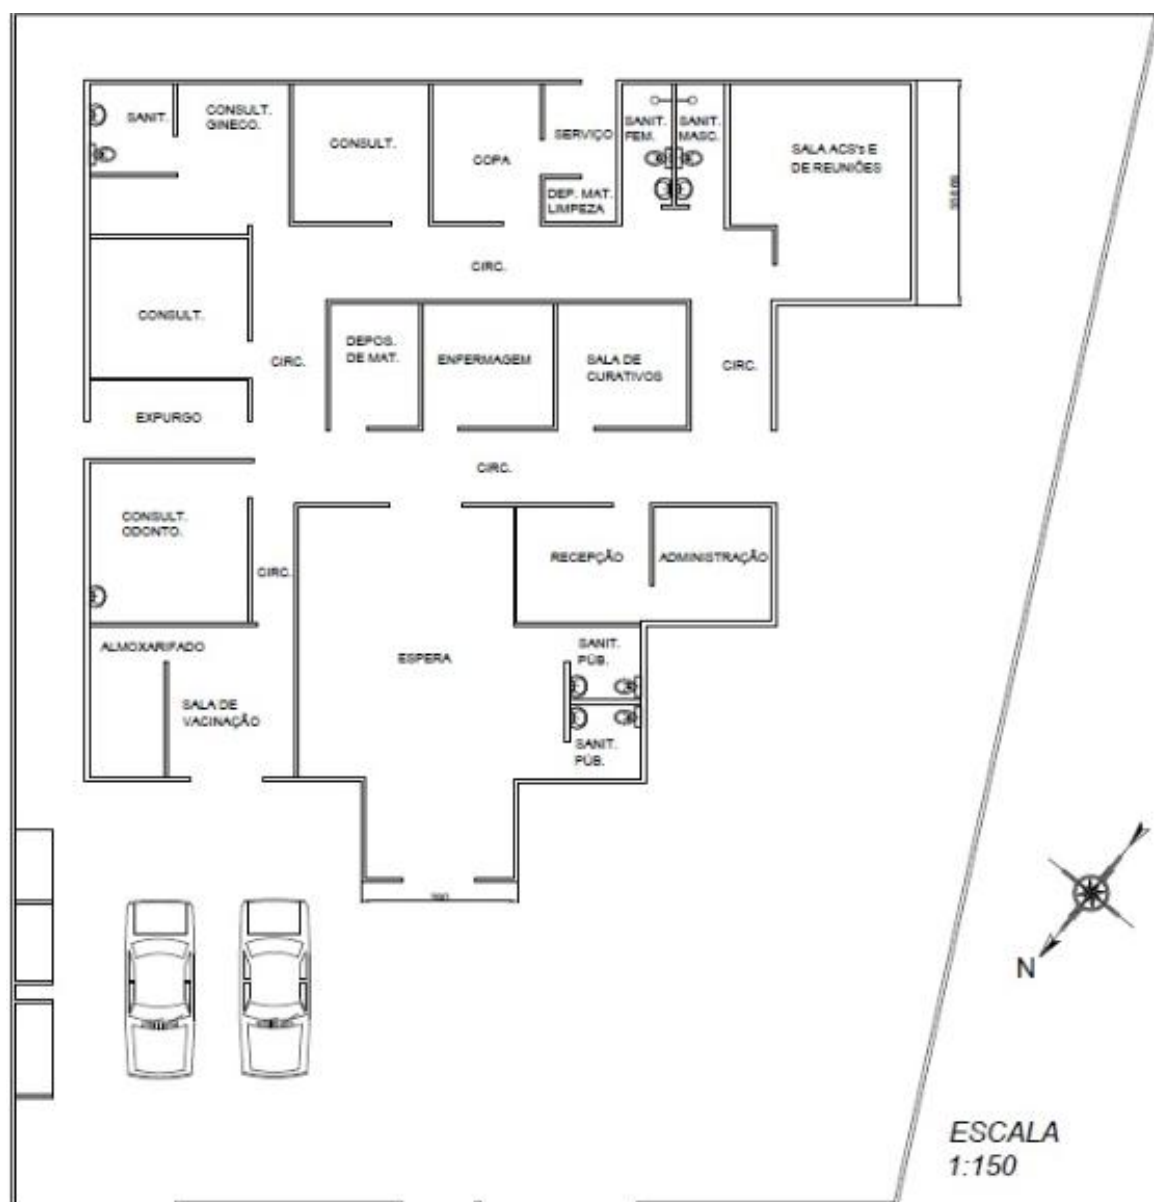 SANIT.
CONSULT.
GINECO.
CONSULT.
COPA
SERVIÇO
DEP. MAT.
LIMPEZA
SANIT.
FEM.
SANIT.
MASC.
SALA ACS's E
DE REUNIÕES
CIRC.
CONSULT.
CIRC.
DEPOS.
DE MAT.
ENFERMAGEM
SALA DE
CURATIVOS
CIRC.
EXPURGO
CIRC.
CONSULT.
ODONTO.
CIRC.
RECEPÇÃO
ADMINISTRAÇÃO
ALMOXARIFADO
ESPERA
SANIT.
PÚB.
SALA DE
VACINAÇÃO
SANIT.
PÚB.
N
ESCALA
1:150